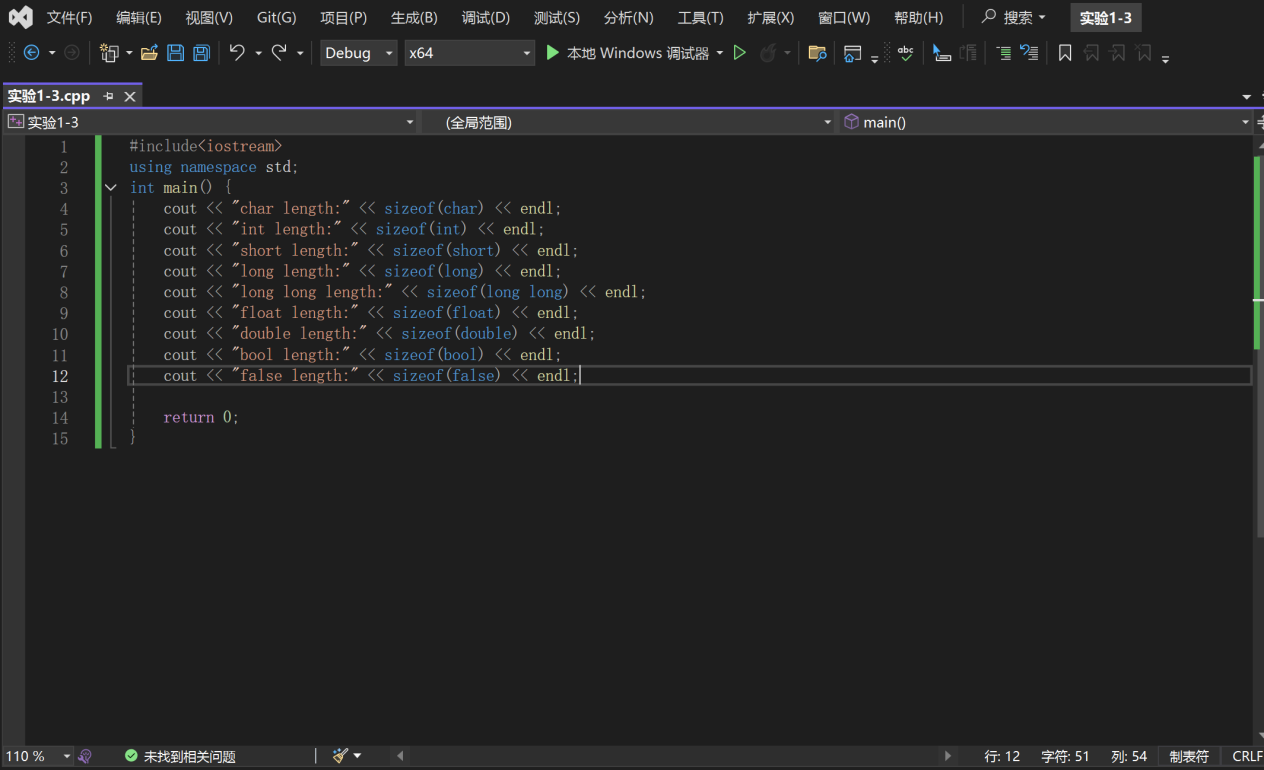 文件(F) 编辑(E) 视图(V) Git(G) 项目(P) 生成(B) 调试(D) 测试(S) 分析(N) 工具(T) 扩展(X) 窗口(W) 帮助(H) 搜索 实验1-3
Debug x64 本地 Windows 调试器 abc
实验1-3.cpp
实验1-3 (全局范围) main()
1 #include<iostream>
2 using namespace std;
3 int main() {
4 cout << "char length:" << sizeof(char) << endl;
5 cout << "int length:" << sizeof(int) << endl;
6 cout << "short length:" << sizeof(short) << endl;
7 cout << "long length:" << sizeof(long) << endl;
8 cout << "long long length:" << sizeof(long long) << endl;
9 cout << "float length:" << sizeof(float) << endl;
10 cout << "double length:" << sizeof(double) << endl;
11 cout << "bool length:" << sizeof(bool) << endl;
12 cout << "false length:" << sizeof(false) << endl;
13
14 return 0;
15 }
110 % 未找到相关问题 行: 12 字符: 51 列: 54 制表符 CRLF